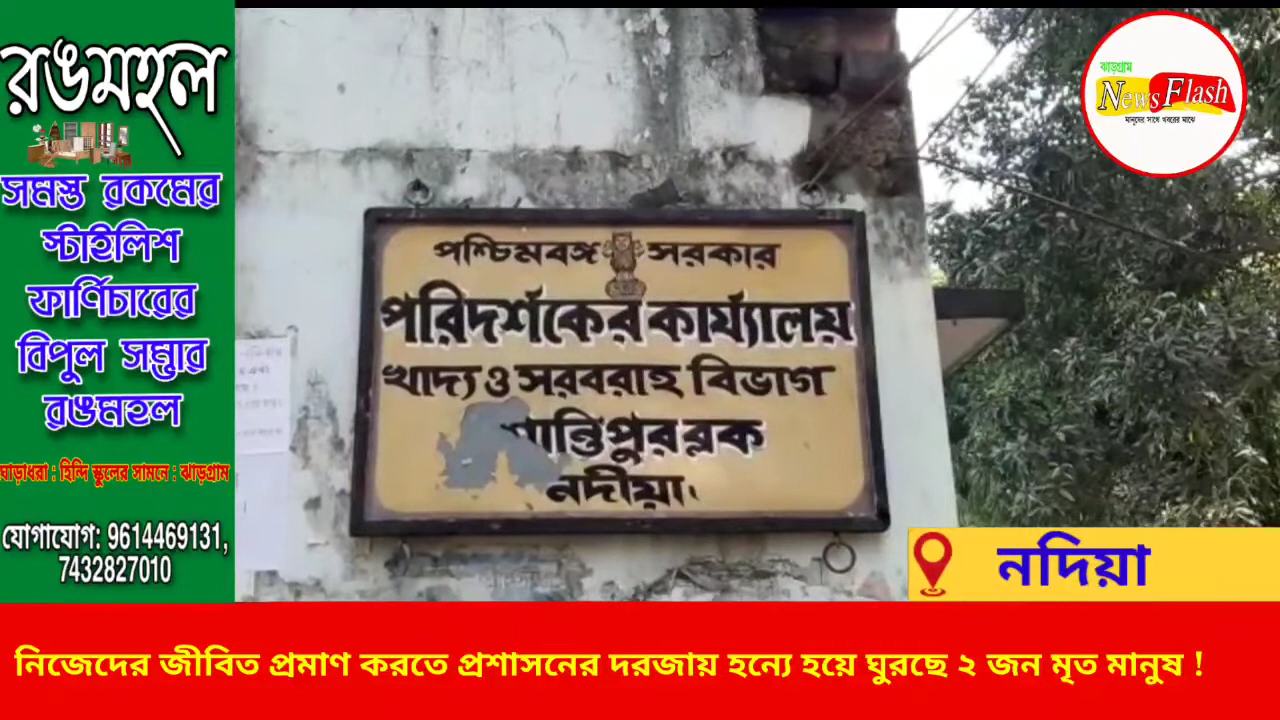 রঙমহল
সমস্ত রকমের
স্টাইলিশ
ফার্ণিচারের
বিপুল সম্ভার
রঙমহল
ঘাড়াধরা : হিন্দি স্কুলের সামনে : ঝাড়গ্রাম
যোগাযোগ: 9614469131,
7432827010
পশ্চিমবঙ্গ সরকার
পরিদর্শকের কার্য্যালয়
খাদ্য ও সরবরাহ বিভাগ
শান্তিপুর ব্লক
নদীয়া।
ঝাড়গ্রাম
News Flash
মানুষের সাথে খবরের মাঝে
নদিয়া
নিজেদের জীবিত প্রমাণ করতে প্রশাসনের দরজায় হন্যে হয়ে ঘুরছে ২ জন মৃত মানুষ !